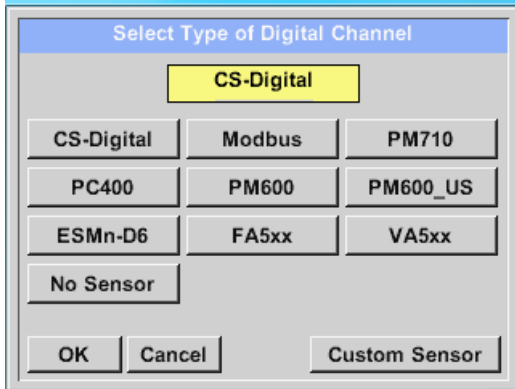 Select Type of Digital Channel
CS-Digital
CS-Digital Modbus PM710
PC400 PM600 PM600_US
ESMn-D6 FA5xx VA5xx
No Sensor
OK Cancel Custom Sensor